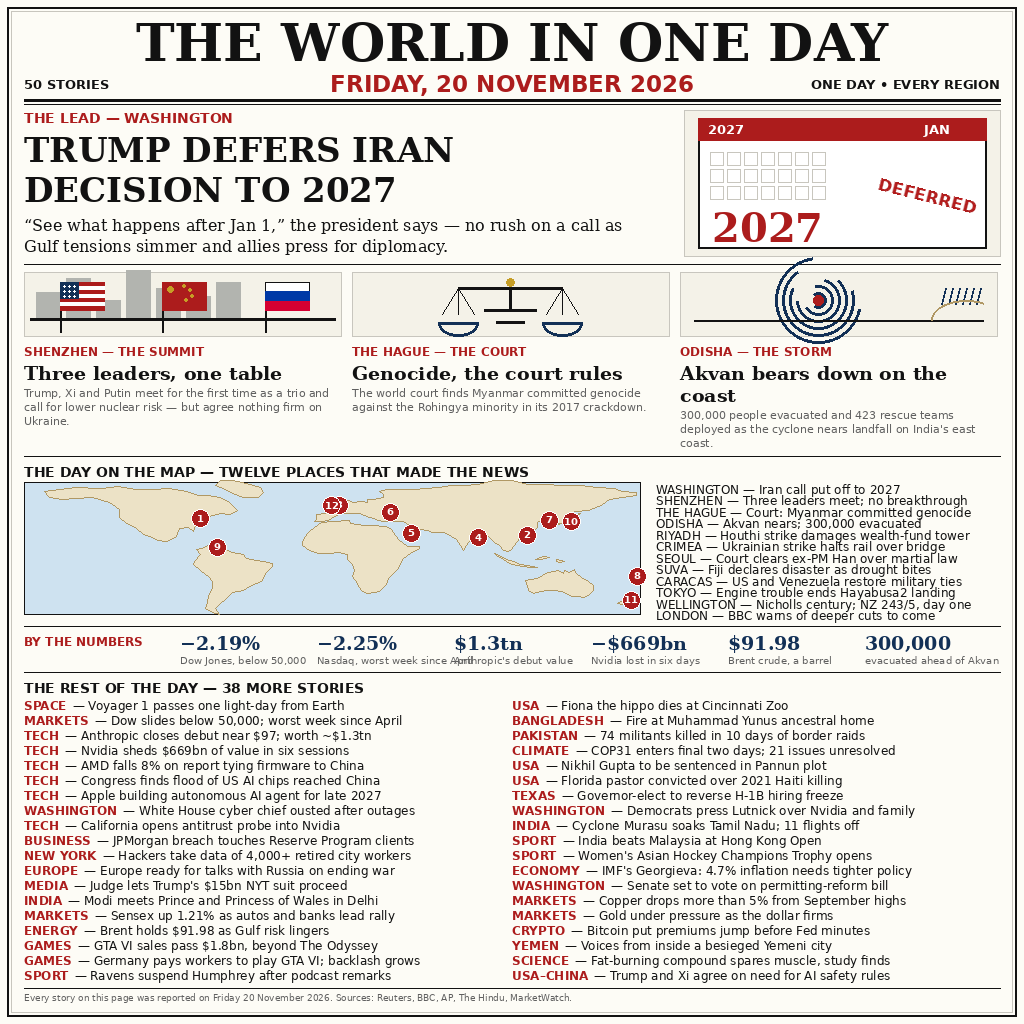 THE WORLD IN ONE DAY
50 STORIES
FRIDAY, 20 NOVEMBER 2026
ONE DAY • EVERY REGION
THE LEAD — WASHINGTON
TRUMP DEFERS IRAN
DECISION TO 2027
“See what happens after Jan 1,” the president says — no rush on a call as
Gulf tensions simmer and allies press for diplomacy.
2027
JAN
DEFERRED
2027
SHENZHEN — THE SUMMIT
Three leaders, one table
Trump, Xi and Putin meet for the first time as a trio and
call for lower nuclear risk — but agree nothing firm on
Ukraine.
THE HAGUE — THE COURT
Genocide, the court rules
The world court finds Myanmar committed genocide
against the Rohingya minority in its 2017 crackdown.
ODISHA — THE STORM
Akvan bears down on the
coast
300,000 people evacuated and 423 rescue teams
deployed as the cyclone nears landfall on India's east
coast.
THE DAY ON THE MAP — TWELVE PLACES THAT MADE THE NEWS
1
9
12
6
5
4
2
7
10
8
11
WASHINGTON — Iran call put off to 2027
SHENZHEN — Three leaders meet; no breakthrough
THE HAGUE — Court: Myanmar committed genocide
ODISHA — Akvan nears; 300,000 evacuated
RIYADH — Houthi strike damages wealth-fund tower
CRIMEA — Ukrainian strike halts rail over bridge
SEOUL — Court clears ex-PM Han over martial law
SUVA — Fiji declares disaster as drought bites
CARACAS — US and Venezuela restore military ties
TOKYO — Engine trouble ends Hayabusa2 landing
WELLINGTON — Nicholls century; NZ 243/5, day one
LONDON — BBC warns of deeper cuts to come
BY THE NUMBERS
−2.19%
Dow Jones, below 50,000
−2.25%
Nasdaq, worst week since April
$1.3tn
Anthropic's debut value
−$669bn
Nvidia lost in six days
$91.98
Brent crude, a barrel
300,000
evacuated ahead of Akvan
THE REST OF THE DAY — 38 MORE STORIES
SPACE — Voyager 1 passes one light-day from Earth
MARKETS — Dow slides below 50,000; worst week since April
TECH — Anthropic closes debut near $97; worth ~$1.3tn
TECH — Nvidia sheds $669bn of value in six sessions
TECH — AMD falls 8% on report tying firmware to China
TECH — Congress finds flood of US AI chips reached China
TECH — Apple building autonomous AI agent for late 2027
WASHINGTON — White House cyber chief ousted after outages
TECH — California opens antitrust probe into Nvidia
BUSINESS — JPMorgan breach touches Reserve Program clients
NEW YORK — Hackers take data of 4,000+ retired city workers
EUROPE — Europe ready for talks with Russia on ending war
MEDIA — Judge lets Trump's $15bn NYT suit proceed
INDIA — Modi meets Prince and Princess of Wales in Delhi
MARKETS — Sensex up 1.21% as autos and banks lead rally
ENERGY — Brent holds $91.98 as Gulf risk lingers
GAMES — GTA VI sales pass $1.8bn, beyond The Odyssey
GAMES — Germany pays workers to play GTA VI; backlash grows
SPORT — Ravens suspend Humphrey after podcast remarks
USA — Fiona the hippo dies at Cincinnati Zoo
BANGLADESH — Fire at Muhammad Yunus ancestral home
PAKISTAN — 74 militants killed in 10 days of border raids
CLIMATE — COP31 enters final two days; 21 issues unresolved
USA — Nikhil Gupta to be sentenced in Pannun plot
USA — Florida pastor convicted over 2021 Haiti killing
TEXAS — Governor-elect to reverse H-1B hiring freeze
WASHINGTON — Democrats press Lutnick over Nvidia and family
INDIA — Cyclone Murasu soaks Tamil Nadu; 11 flights off
SPORT — India beats Malaysia at Hong Kong Open
SPORT — Women's Asian Hockey Champions Trophy opens
ECONOMY — IMF's Georgieva: 4.7% inflation needs tighter policy
WASHINGTON — Senate set to vote on permitting-reform bill
MARKETS — Copper drops more than 5% from September highs
MARKETS — Gold under pressure as the dollar firms
CRYPTO — Bitcoin put premiums jump before Fed minutes
YEMEN — Voices from inside a besieged Yemeni city
SCIENCE — Fat-burning compound spares muscle, study finds
USA–CHINA — Trump and Xi agree on need for AI safety rules
Every story on this page was reported on Friday 20 November 2026. Sources: Reuters, BBC, AP, The Hindu, MarketWatch.